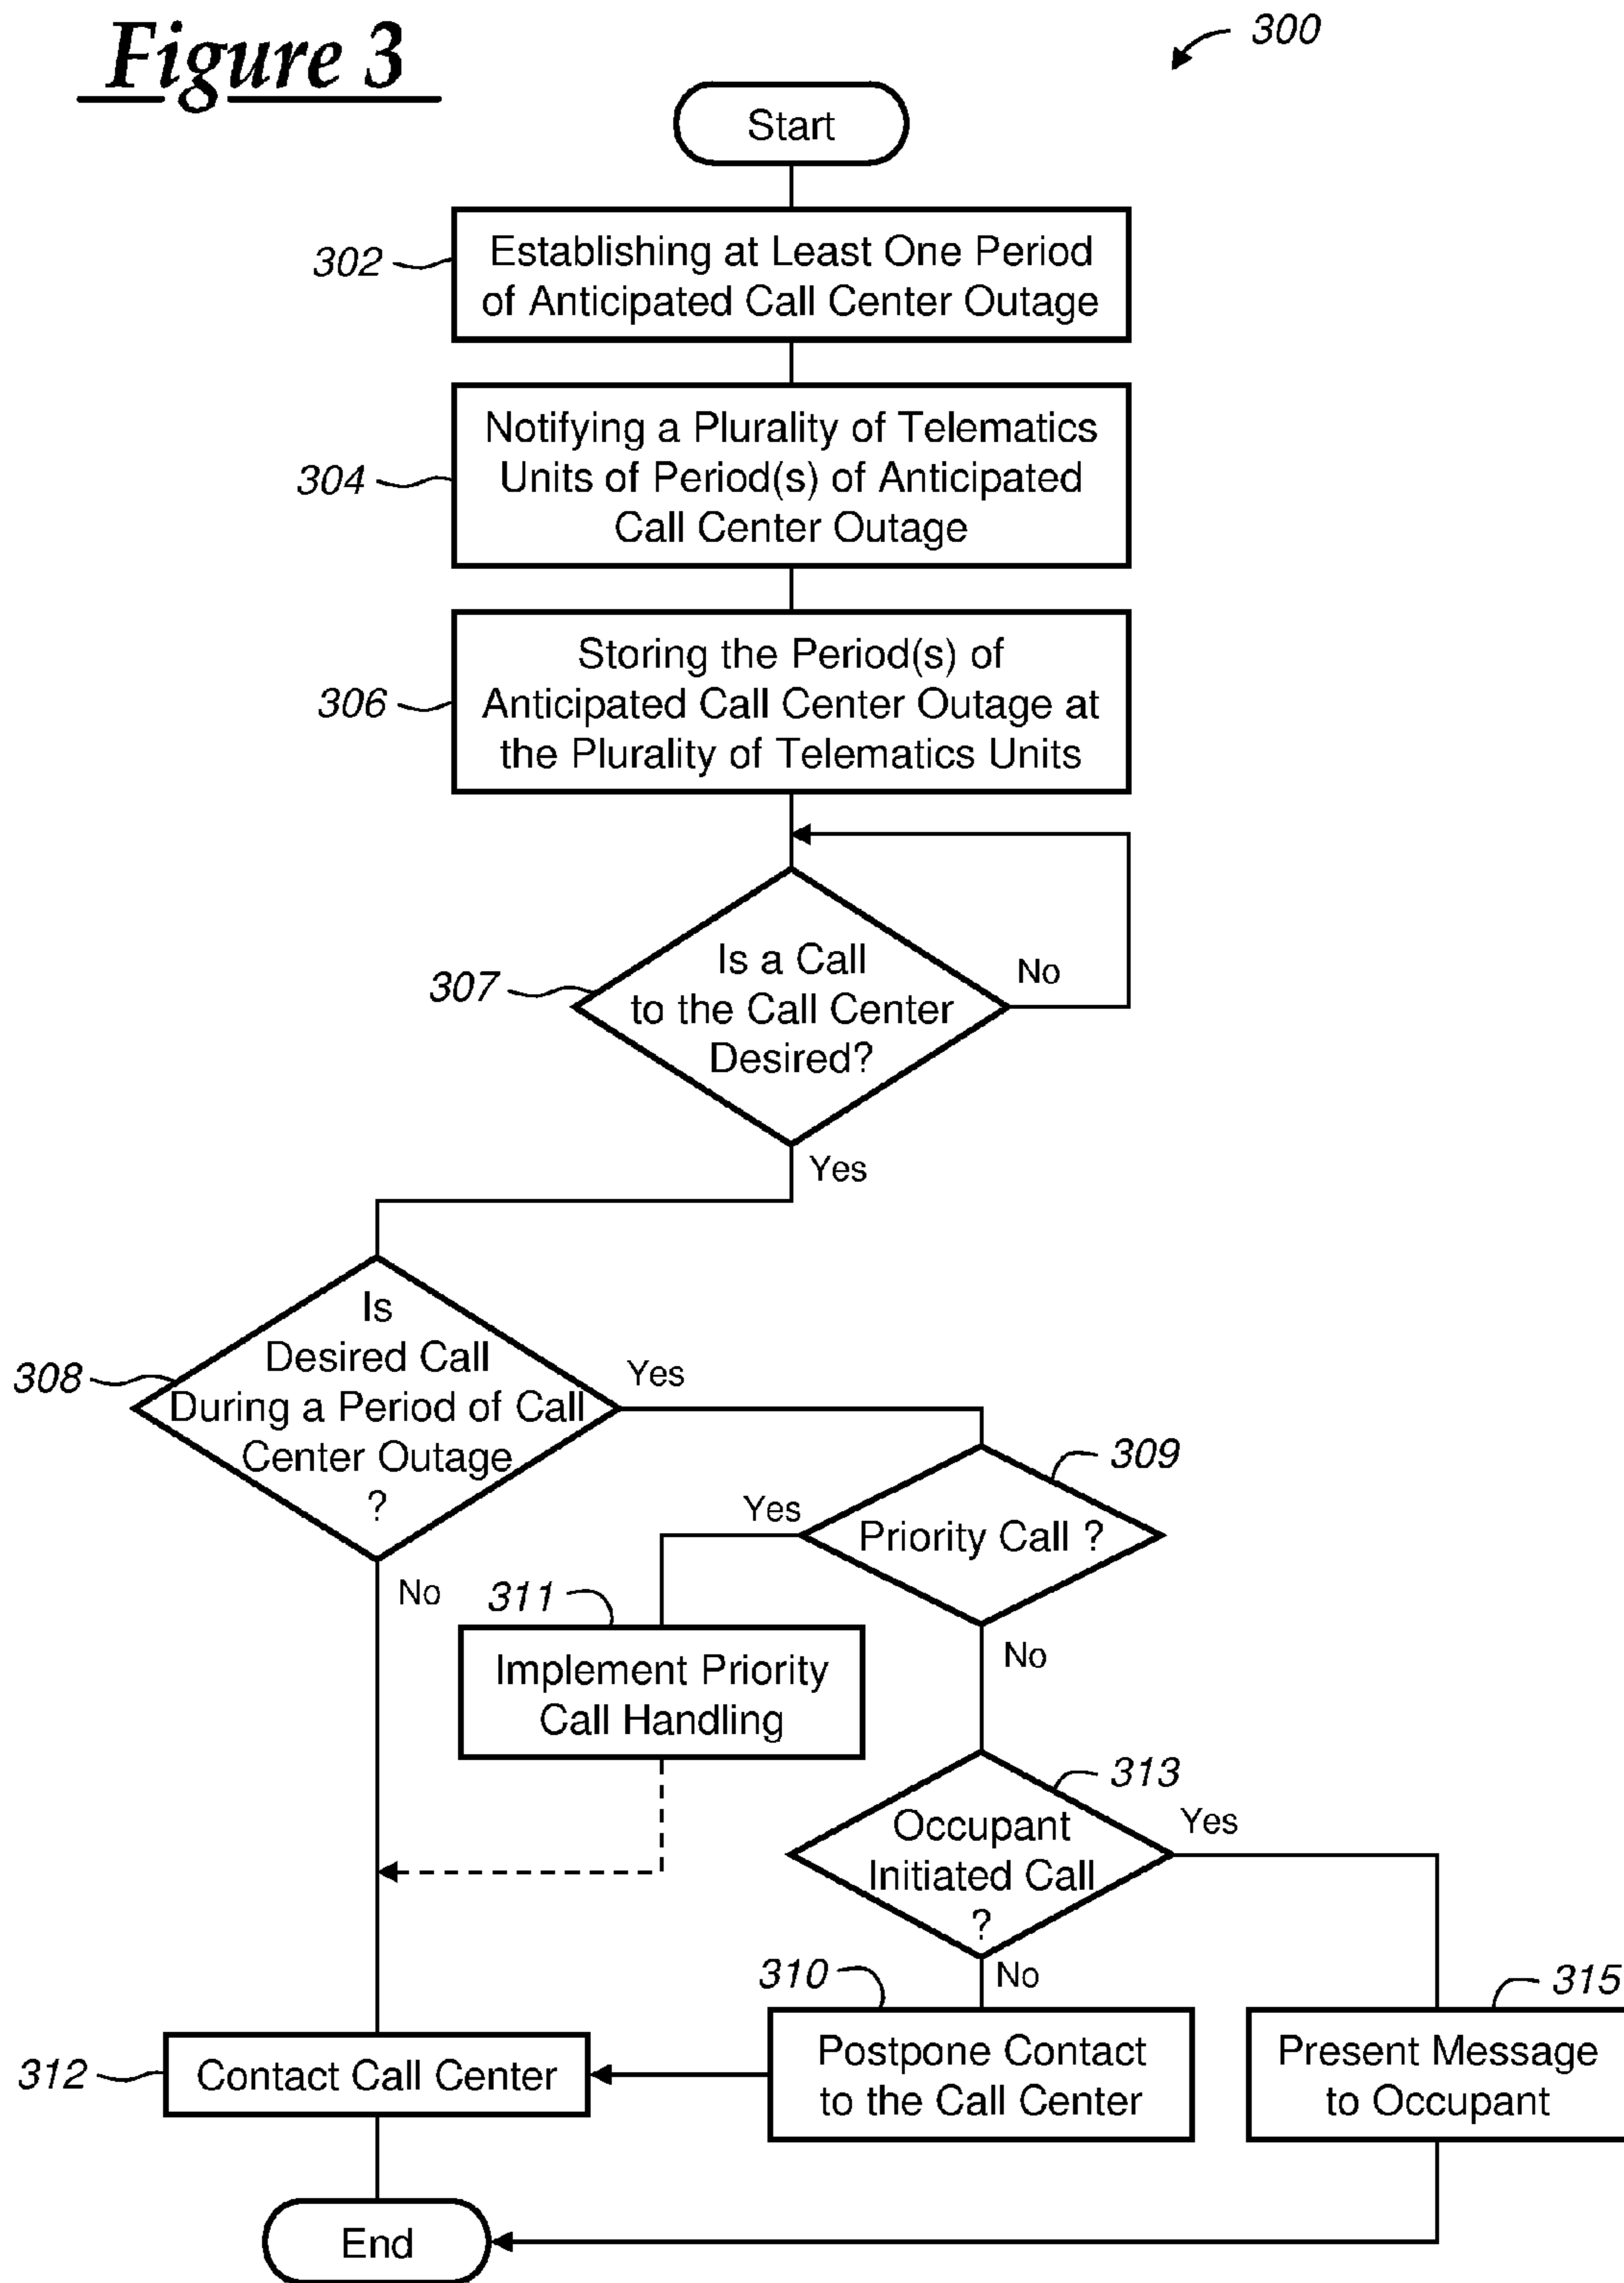 Figure 3
300
Start
302
Establishing at Least One Period
of Anticipated Call Center Outage
304
Notifying a Plurality of Telematics
Units of Period(s) of Anticipated
Call Center Outage
306
Storing the Period(s) of
Anticipated Call Center Outage at
the Plurality of Telematics Units
307
Is a Call
to the Call Center
Desired?
No
Yes
308
Is
Desired Call
During a Period of Call
Center Outage
?
Yes
No
309
Priority Call ?
Yes
No
311
Implement Priority
Call Handling
313
Occupant
Initiated Call
?
Yes
No
310
Postpone Contact
to the Call Center
315
Present Message
to Occupant
312
Contact Call Center
End